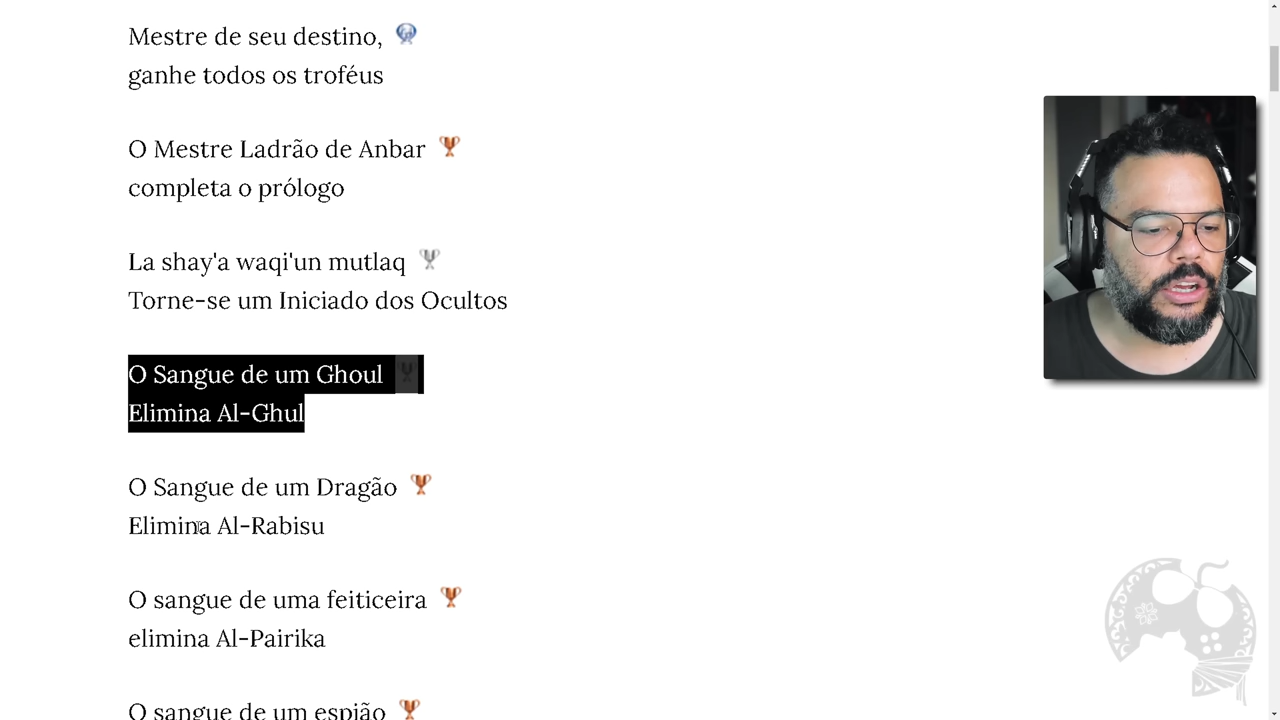 Mestre de seu destino,
ganhe todos os troféus
O Mestre Ladrão de Anbar
completa o prólogo
La shay'a waqi'un mutlaq
Torne-se um Iniciado dos Ocultos
O Sangue de um Ghoul
Elimina Al-Ghul
O Sangue de um Dragão
Elimina Al-Rabisu
O sangue de uma feiticeira
elimina Al-Pairika
O sangue de um espião